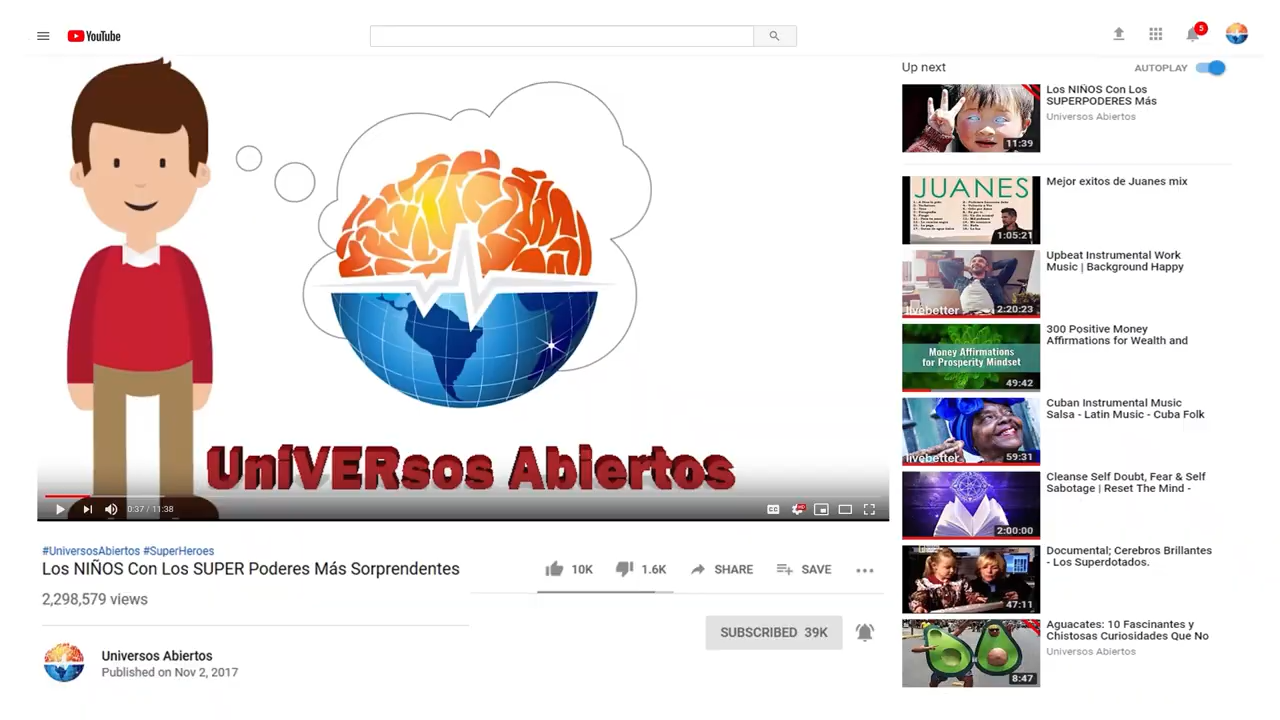 YouTube
5
Up next
AUTOPLAY
Los NIÑOS Con Los
SUPERPODERES Más
Universos Abiertos
11:39
JUANES
1:05:21
Mejor exitos de Juanes mix
livebetter
2:20:23
Upbeat Instrumental Work
Music | Background Happy
Money Affirmations
for Prosperity Mindset
49:42
300 Positive Money
Affirmations for Wealth and
livebetter
59:31
Cuban Instrumental Music
Salsa - Latin Music - Cuba Folk
2:00:00
Cleanse Self Doubt, Fear & Self
Sabotage | Reset The Mind -
47:11
Documental; Cerebros Brillantes
- Los Superdotados.
8:47
Aguacates: 10 Fascinantes y
Chistosas Curiosidades Que No
Universos Abiertos
UniVERsos Abiertos
0:37 / 11:38
CC
HD
#UniversosAbiertos #SuperHeroes
Los NIÑOS Con Los SUPER Poderes Más Sorprendentes
2,298,579 views
10K
1.6K
SHARE
SAVE
SUBSCRIBED 39K
Universos Abiertos
Published on Nov 2, 2017